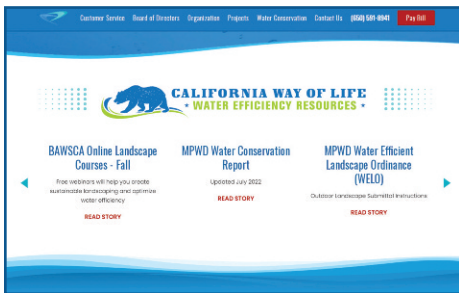 Customer Service Board of Directors Organization Projects Water Conservation Contact Us (650) 591-8941 Pay Bill
CALIFORNIA WAY OF LIFE
• WATER EFFICIENCY RESOURCES •
BAWSCA Online Landscape
Courses - Fall
Free webinars will help you create
sustainable landscaping and optimize
water efficiency
READ STORY
MPWD Water Conservation
Report
Updated July 2022
READ STORY
MPWD Water Efficient
Landscape Ordinance
(WELO)
Outdoor Landscape Submittal Instructions
READ STORY